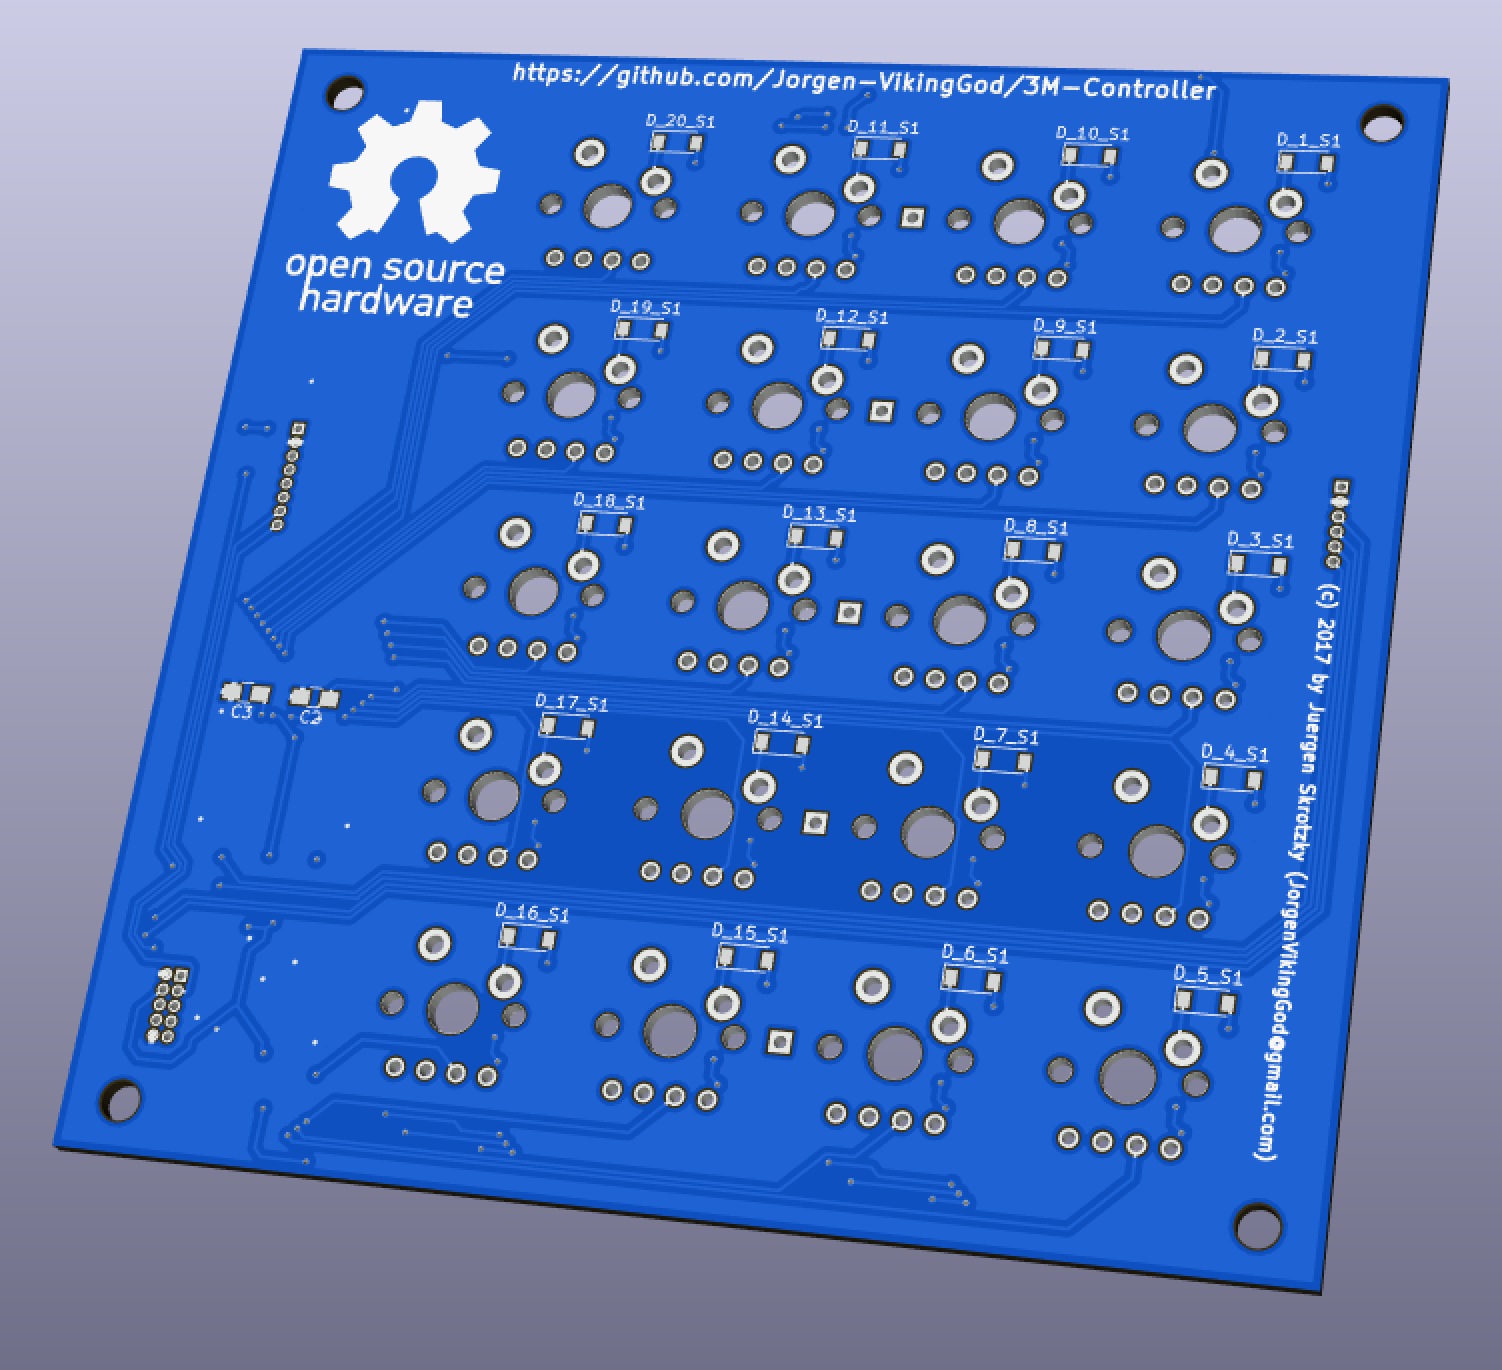 https://github.com/Jorgen-VikingGod/3M-Controller
open source
hardware
D_20_S1
D_11_S1
D_10_S1
D_1_S1
D_19_S1
D_12_S1
D_9_S1
D_2_S1
D_18_S1
D_13_S1
D_8_S1
D_3_S1
C3
C2
D_17_S1
D_14_S1
D_7_S1
D_4_S1
D_16_S1
D_15_S1
D_6_S1
D_5_S1
(c) 2017 by Juergen Skrotzky (JorgenVikingGod@gmail.com)